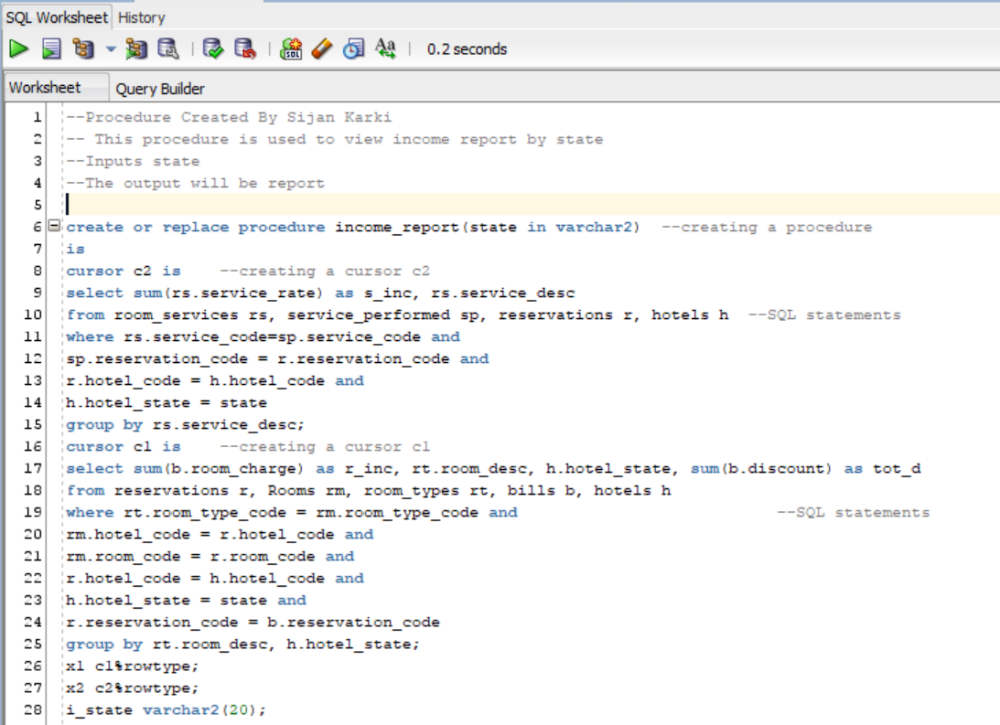 SQL Worksheet History
0.2 seconds
Worksheet Query Builder
1 --Procedure Created By Sijan Karki
2 -- This procedure is used to view income report by state
3 --Inputs state
4 --The output will be report
5
6 create or replace procedure income_report(state in varchar2) --creating a procedure
7 is
8 cursor c2 is --creating a cursor c2
9 select sum(rs.service_rate) as s_inc, rs.service_desc
10 from room_services rs, service_performed sp, reservations r, hotels h --SQL statements
11 where rs.service_code=sp.service_code and
12 sp.reservation_code = r.reservation_code and
13 r.hotel_code = h.hotel_code and
14 h.hotel_state = state
15 group by rs.service_desc;
16 cursor c1 is --creating a cursor c1
17 select sum(b.room_charge) as r_inc, rt.room_desc, h.hotel_state, sum(b.discount) as tot_d
18 from reservations r, Rooms rm, room_types rt, bills b, hotels h
19 where rt.room_type_code = rm.room_type_code and --SQL statements
20 rm.hotel_code = r.hotel_code and
21 rm.room_code = r.room_code and
22 r.hotel_code = h.hotel_code and
23 h.hotel_state = state and
24 r.reservation_code = b.reservation_code
25 group by rt.room_desc, h.hotel_state;
26 x1 c1%rowtype;
27 x2 c2%rowtype;
28 i_state varchar2(20);